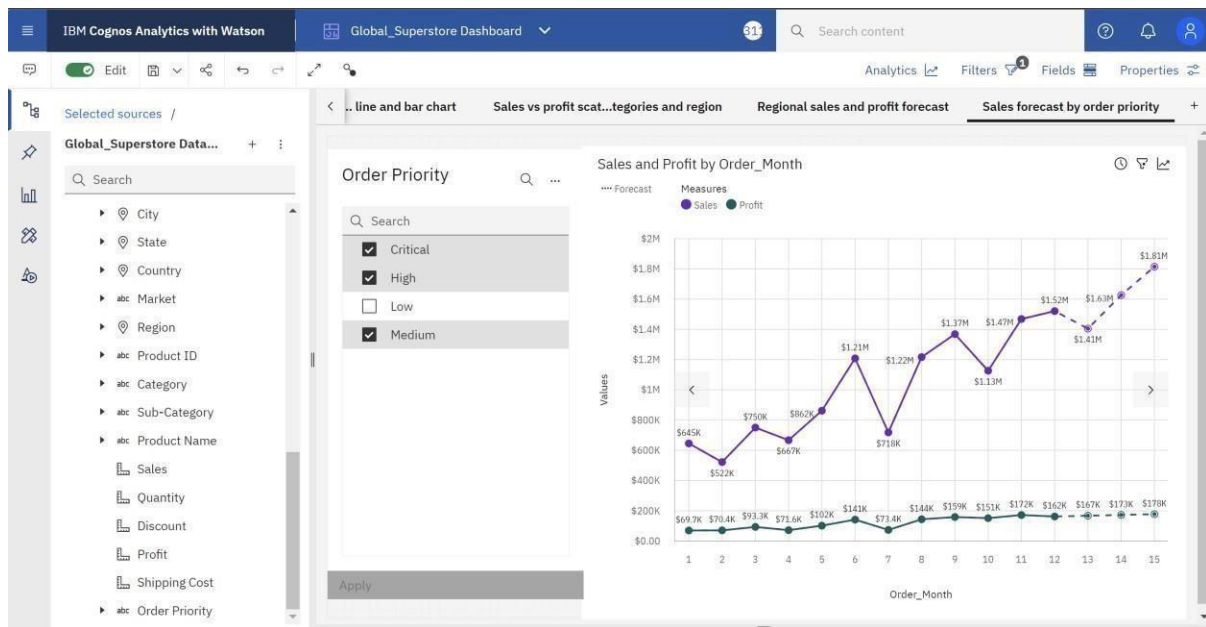 IBM Cognos Analytics with Watson
Global_Superstore Dashboard
311
Search content
Edit
Analytics
Filters
1
Fields
Properties
Selected sources /
Global_Superstore Data...
Search
City
State
Country
abc Market
Region
abc Product ID
abc Category
abc Sub-Category
abc Product Name
Sales
Quantity
Discount
Profit
Shipping Cost
abc Order Priority
... line and bar chart
Sales vs profit scat...tegories and region
Regional sales and profit forecast
Sales forecast by order priority
Order Priority
Search
Critical
High
Low
Medium
Apply
Sales and Profit by Order_Month
Forecast
Measures
Sales Profit
Values
$2M
$1.8M
$1.6M
$1.4M
$1.2M
$1M
$800K
$600K
$400K
$200K
$0.00
$645K
$522K
$750K
$667K
$862K
$1.21M
$718K
$1.22M
$1.37M
$1.13M
$1.47M
$1.52M
$1.41M
$1.63M
$1.81M
$69.7K $70.4K $93.3K $71.6K $102K $141K $73.4K $144K $159K $151K $172K $162K $167K $173K $178K
1 2 3 4 5 6 7 8 9 10 11 12 13 14 15
Order_Month